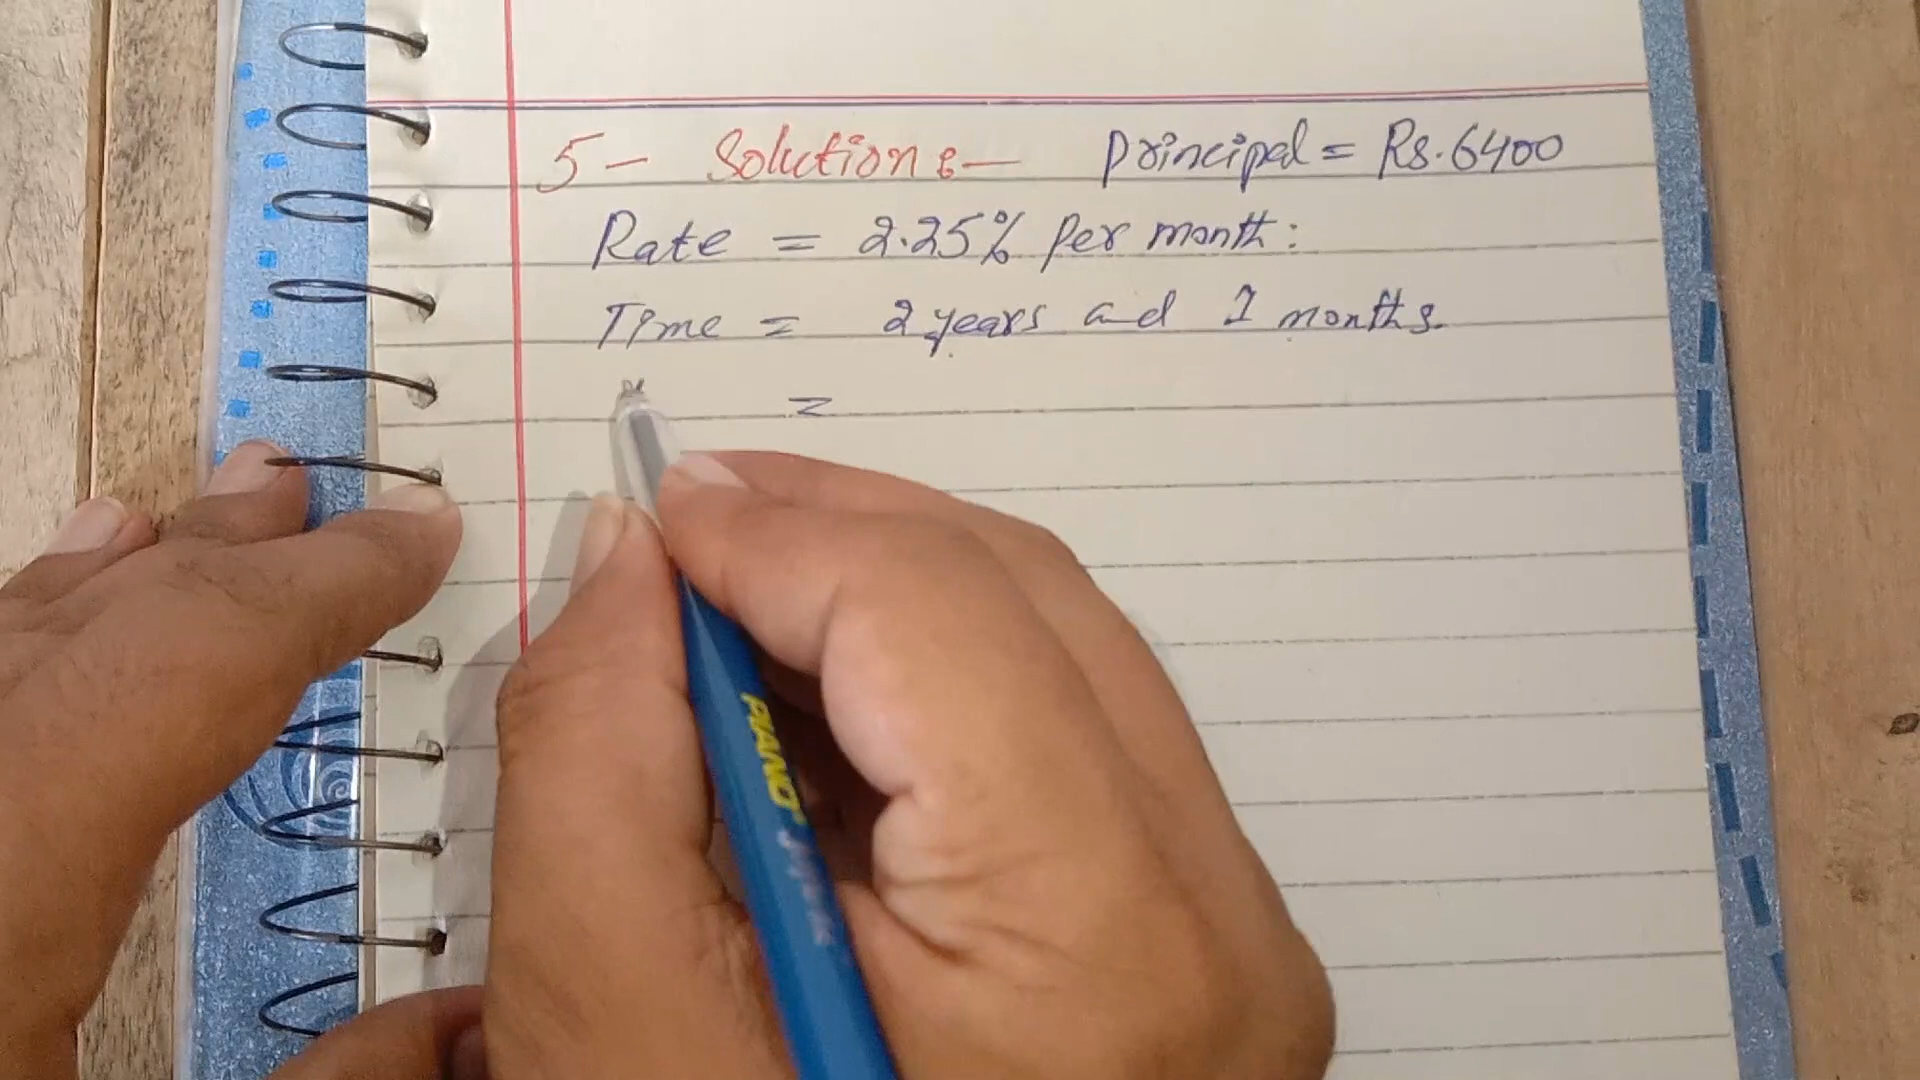 5- Solution:- Principal = Rs. 6400
Rate = 2.25% Per month:
Time = 2 years and 1 months.
=
PIANO